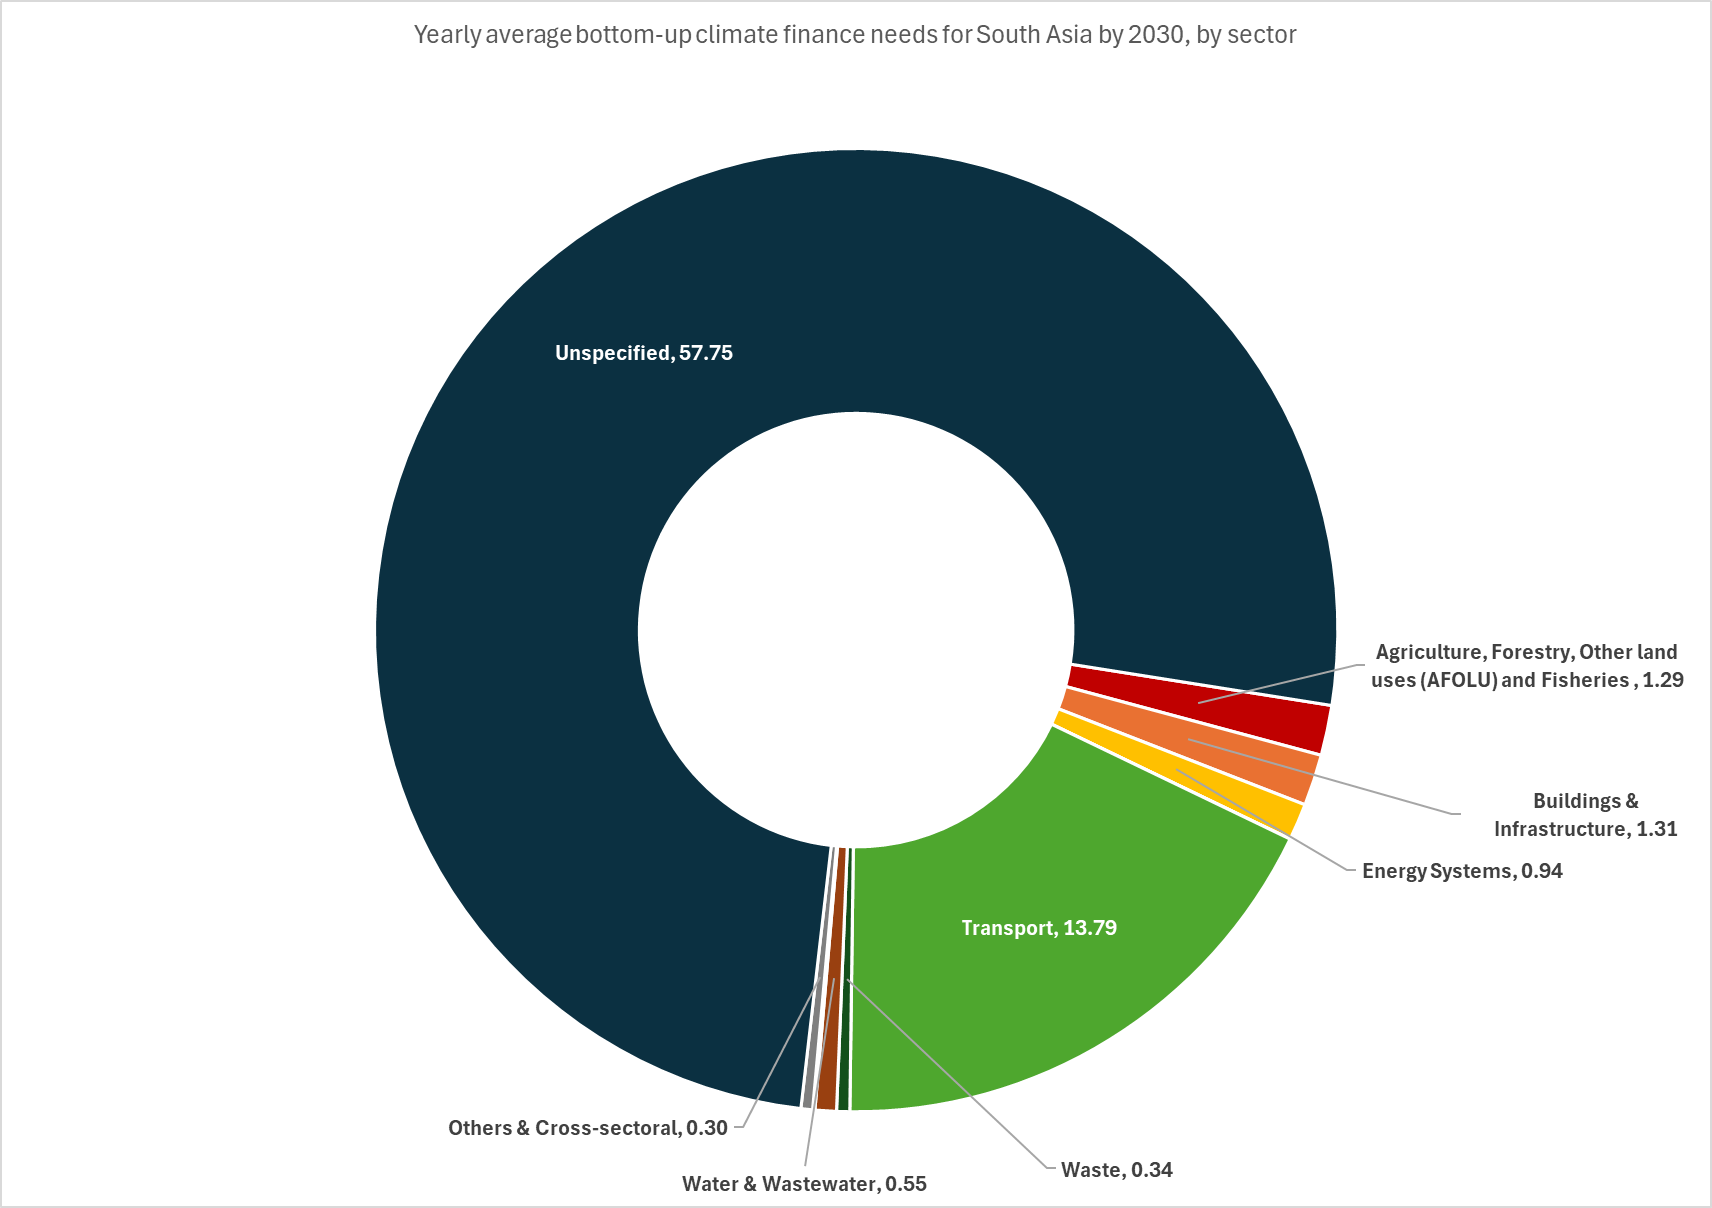 Yearly average bottom-up climate finance needs for South Asia by 2030, by sector
Unspecified, 57.75
Agriculture, Forestry, Other land
uses (AFOLU) and Fisheries , 1.29
Buildings &
Infrastructure, 1.31
Energy Systems, 0.94
Transport, 13.79
Others & Cross-sectoral, 0.30
Waste, 0.34
Water & Wastewater, 0.55